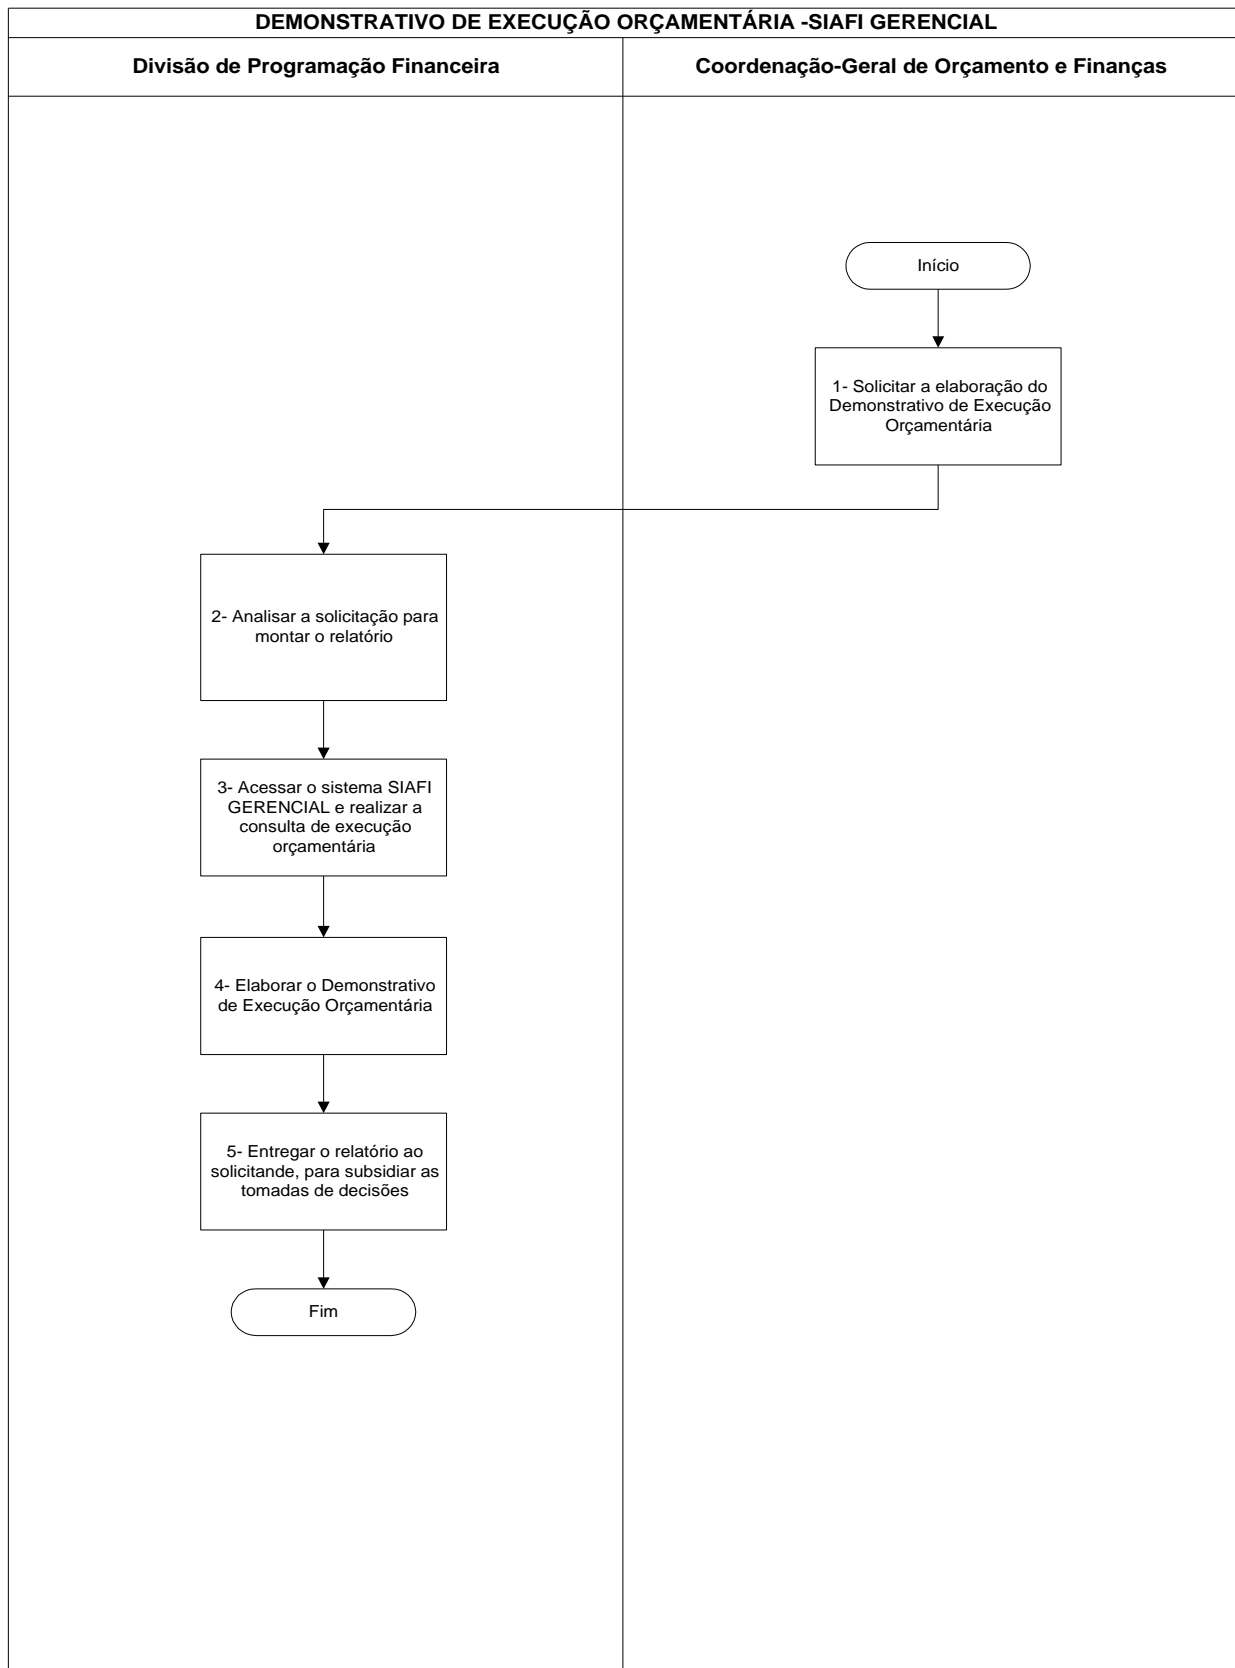 DEMONSTRATIVO DE EXECUÇÃO ORÇAMENTÁRIA -SIAFI GERENCIAL
Divisão de Programação Financeira
Coordenação-Geral de Orçamento e Finanças
Início
1- Solicitar a elaboração do
Demonstrativo de Execução
Orçamentária
2- Analisar a solicitação para
montar o relatório
3- Acessar o sistema SIAFI
GERENCIAL e realizar a
consulta de execução
orçamentária
4- Elaborar o Demonstrativo
de Execução Orçamentária
5- Entregar o relatório ao
solicitande, para subsidiar as
tomadas de decisões
Fim